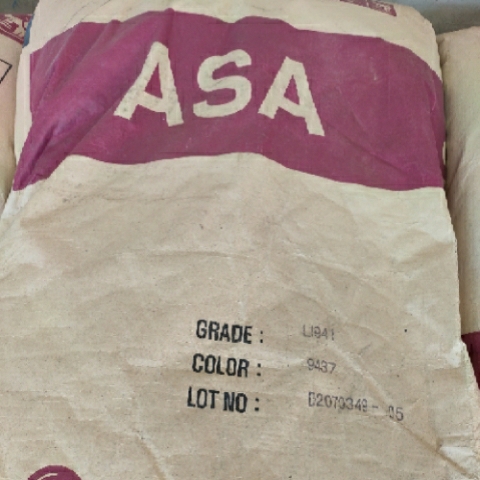 ASA
GRADE : LI941
COLOR : 9437
LOT NO :